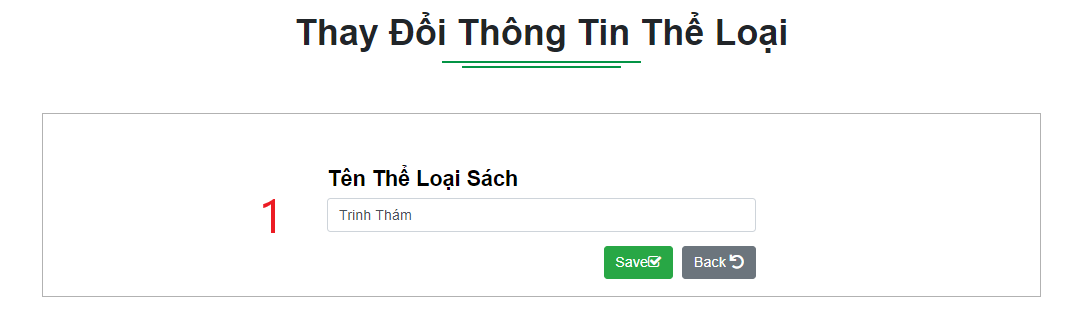 Thay Đổi Thông Tin Thể Loại
Tên Thể Loại Sách
1
Trinh Thám
Save Back